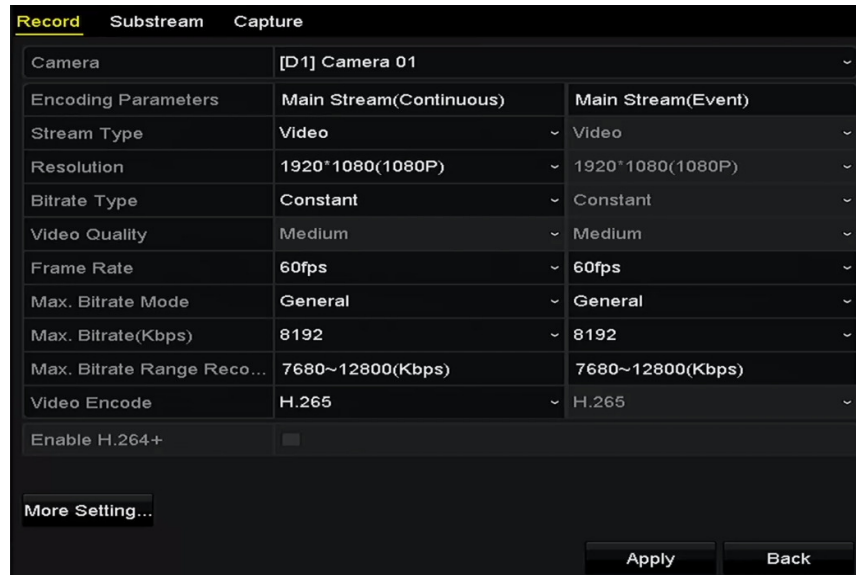 Record Substream Capture
Camera [D1] Camera 01
Encoding Parameters Main Stream(Continuous) Main Stream(Event)
Stream Type Video Video
Resolution 1920*1080(1080P) 1920*1080(1080P)
Bitrate Type Constant Constant
Video Quality Medium Medium
Frame Rate 60fps 60fps
Max. Bitrate Mode General General
Max. Bitrate(Kbps) 8192 8192
Max. Bitrate Range Reco... 7680~12800(Kbps) 7680~12800(Kbps)
Video Encode H.265 H.265
Enable H.264+
More Setting...
Apply Back